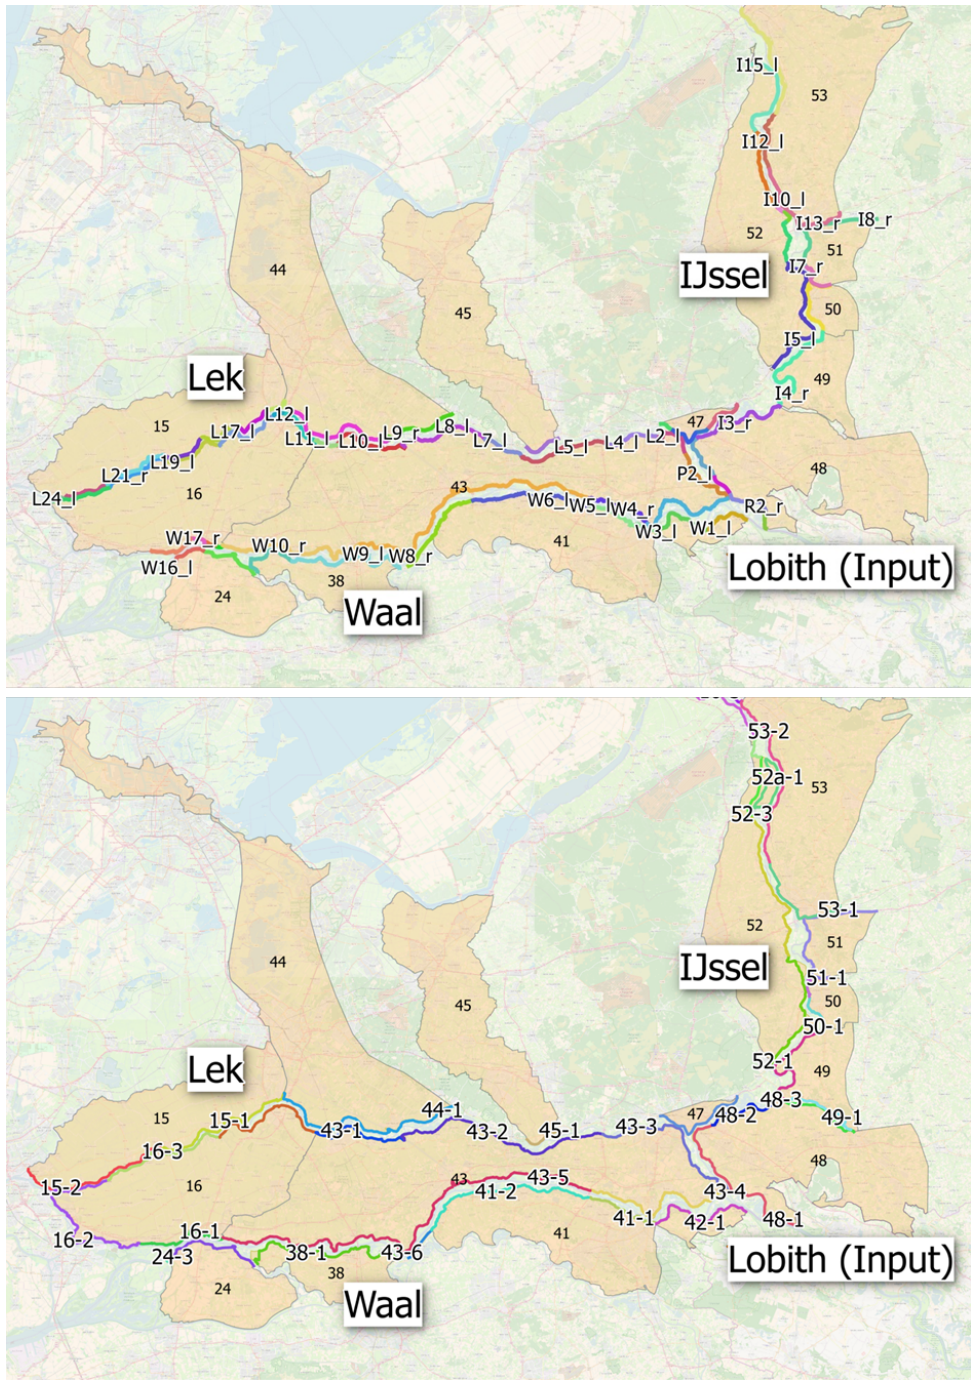 I15_l
53
I12_l
I10_l
I13_r
I8_r
52
51
44
IJssel
I7_r
50
45
I5_l
Lek
49
I4_r
L12_l
47
I3_r
15
L17_l
L11_l
L10_l
L9_r
L8_l
L7_l
L5_l
L4_l
L2_l
L19_l
L21_r
48
P2_l
L24_l
16
43
W6_l
W5_l
W4_r
R2_r
W3_l
W1_l
W17_r
W10_r
W9_l
W8_r
41
W16_l
38
Lobith (Input)
24
Waal
53-2
52a-1
53
52-3
53-1
52
51
44
IJssel
51-1
50
45
50-1
52-1
Lek
49
48-3
15
15-1
44-1
47
48-2
49-1
43-1
43-2
45-1
43-3
16-3
48
15-2
16
43
43-5
41-2
43-4
16-1
41-1
42-1
48-1
16-2
24-3
38-1
43-6
41
38
Lobith (Input)
24
Waal